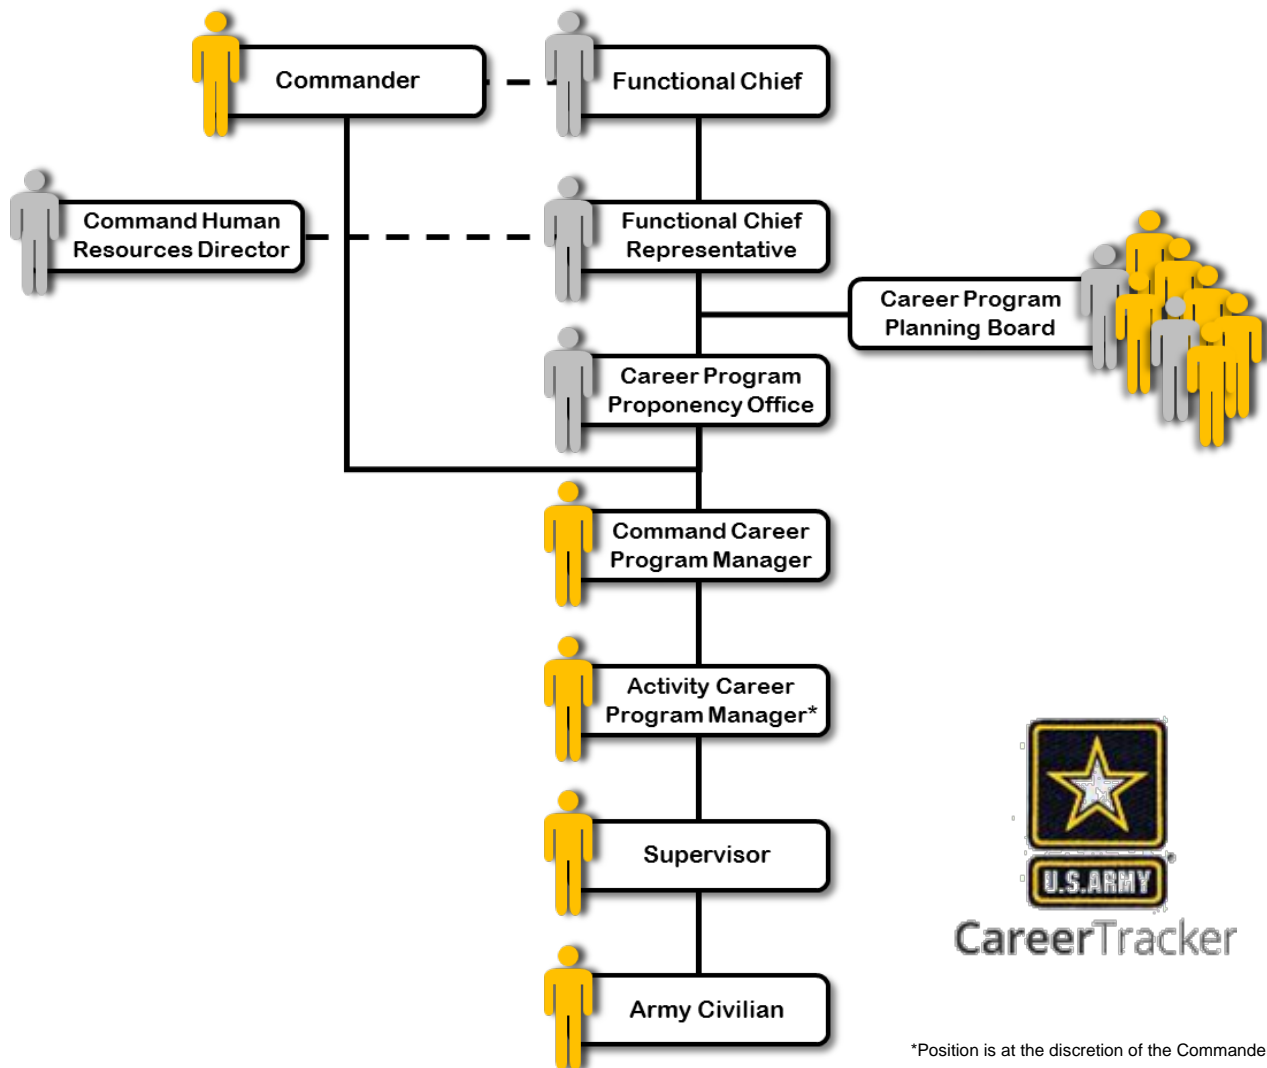 Commander
Functional Chief
Command Human
Resources Director
Functional Chief
Representative
Career Program
Planning Board
Career Program
Proponency Office
Command Career
Program Manager
Activity Career
Program Manager*
Supervisor
U.S.ARMY
CareerTracker
Army Civilian
*Position is at the discretion of the Commande